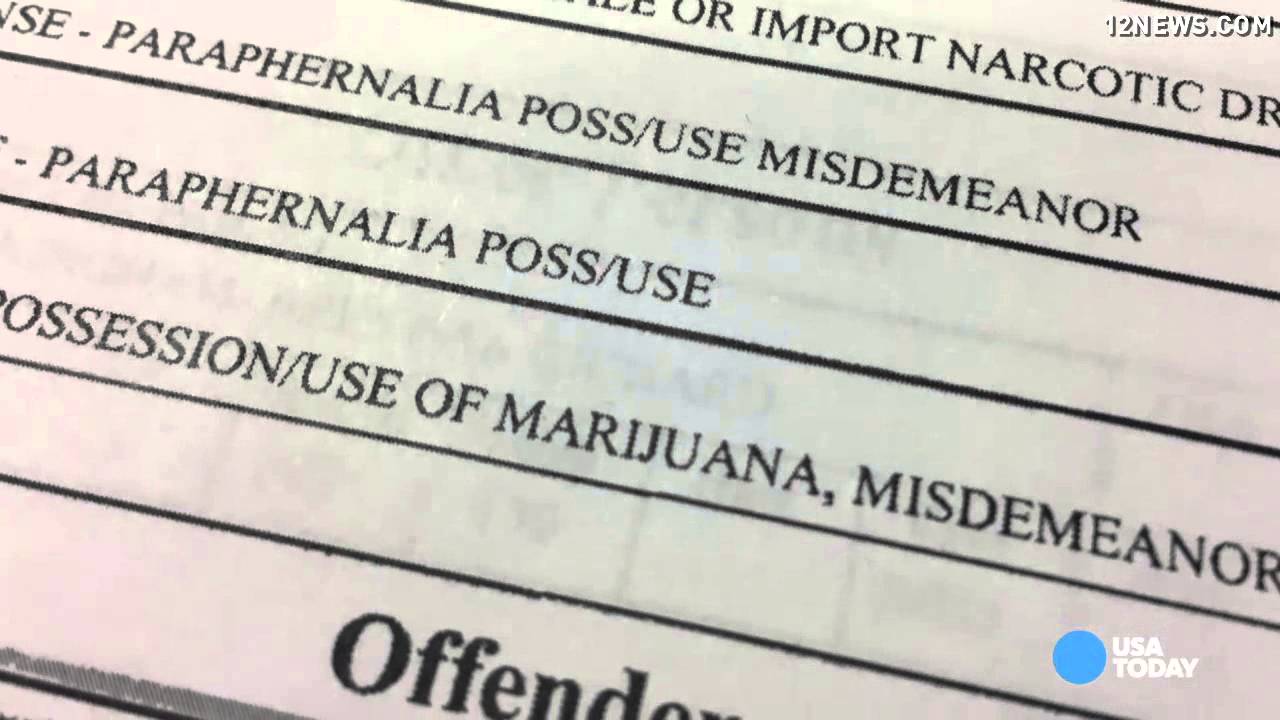 OR IMPORT NARCOTIC
12NEWS.COM
- PARAPHERNALIA POSS/USE MISDEMEANOR
- PARAPHERNALIA POSS/USE
POSSESSION/USE OF MARIJUANA, MISDEMEANOR
Offender
USA
TODAY